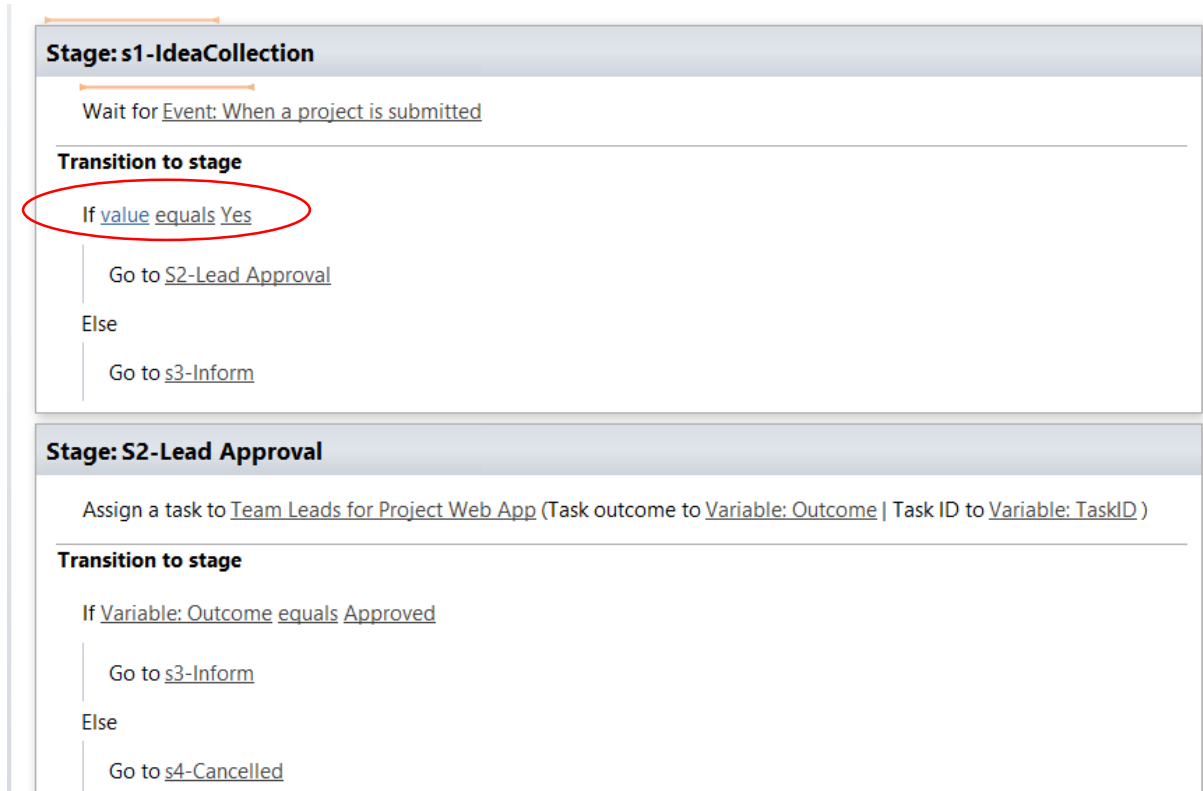 Stage: s1-IdeaCollection
Wait for Event: When a project is submitted
Transition to stage
If value equals Yes
Go to S2-Lead Approval
Else
Go to s3-Inform
Stage: S2-Lead Approval
Assign a task to Team Leads for Project Web App (Task outcome to Variable: Outcome | Task ID to Variable: TaskID )
Transition to stage
If Variable: Outcome equals Approved
Go to s3-Inform
Else
Go to s4-Cancelled